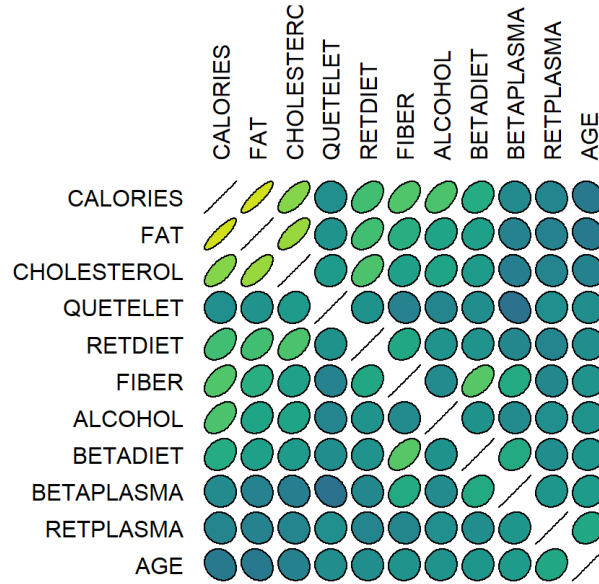 CALORIES
FAT
CHOLESTERC
QUETELET
RETDIET
FIBER
ALCOHOL
BETADIET
BETAPLASMA
RETPLASMA
AGE
CALORIES
FAT
CHOLESTEROL
QUETELET
RETDIET
FIBER
ALCOHOL
BETADIET
BETAPLASMA
RETPLASMA
AGE